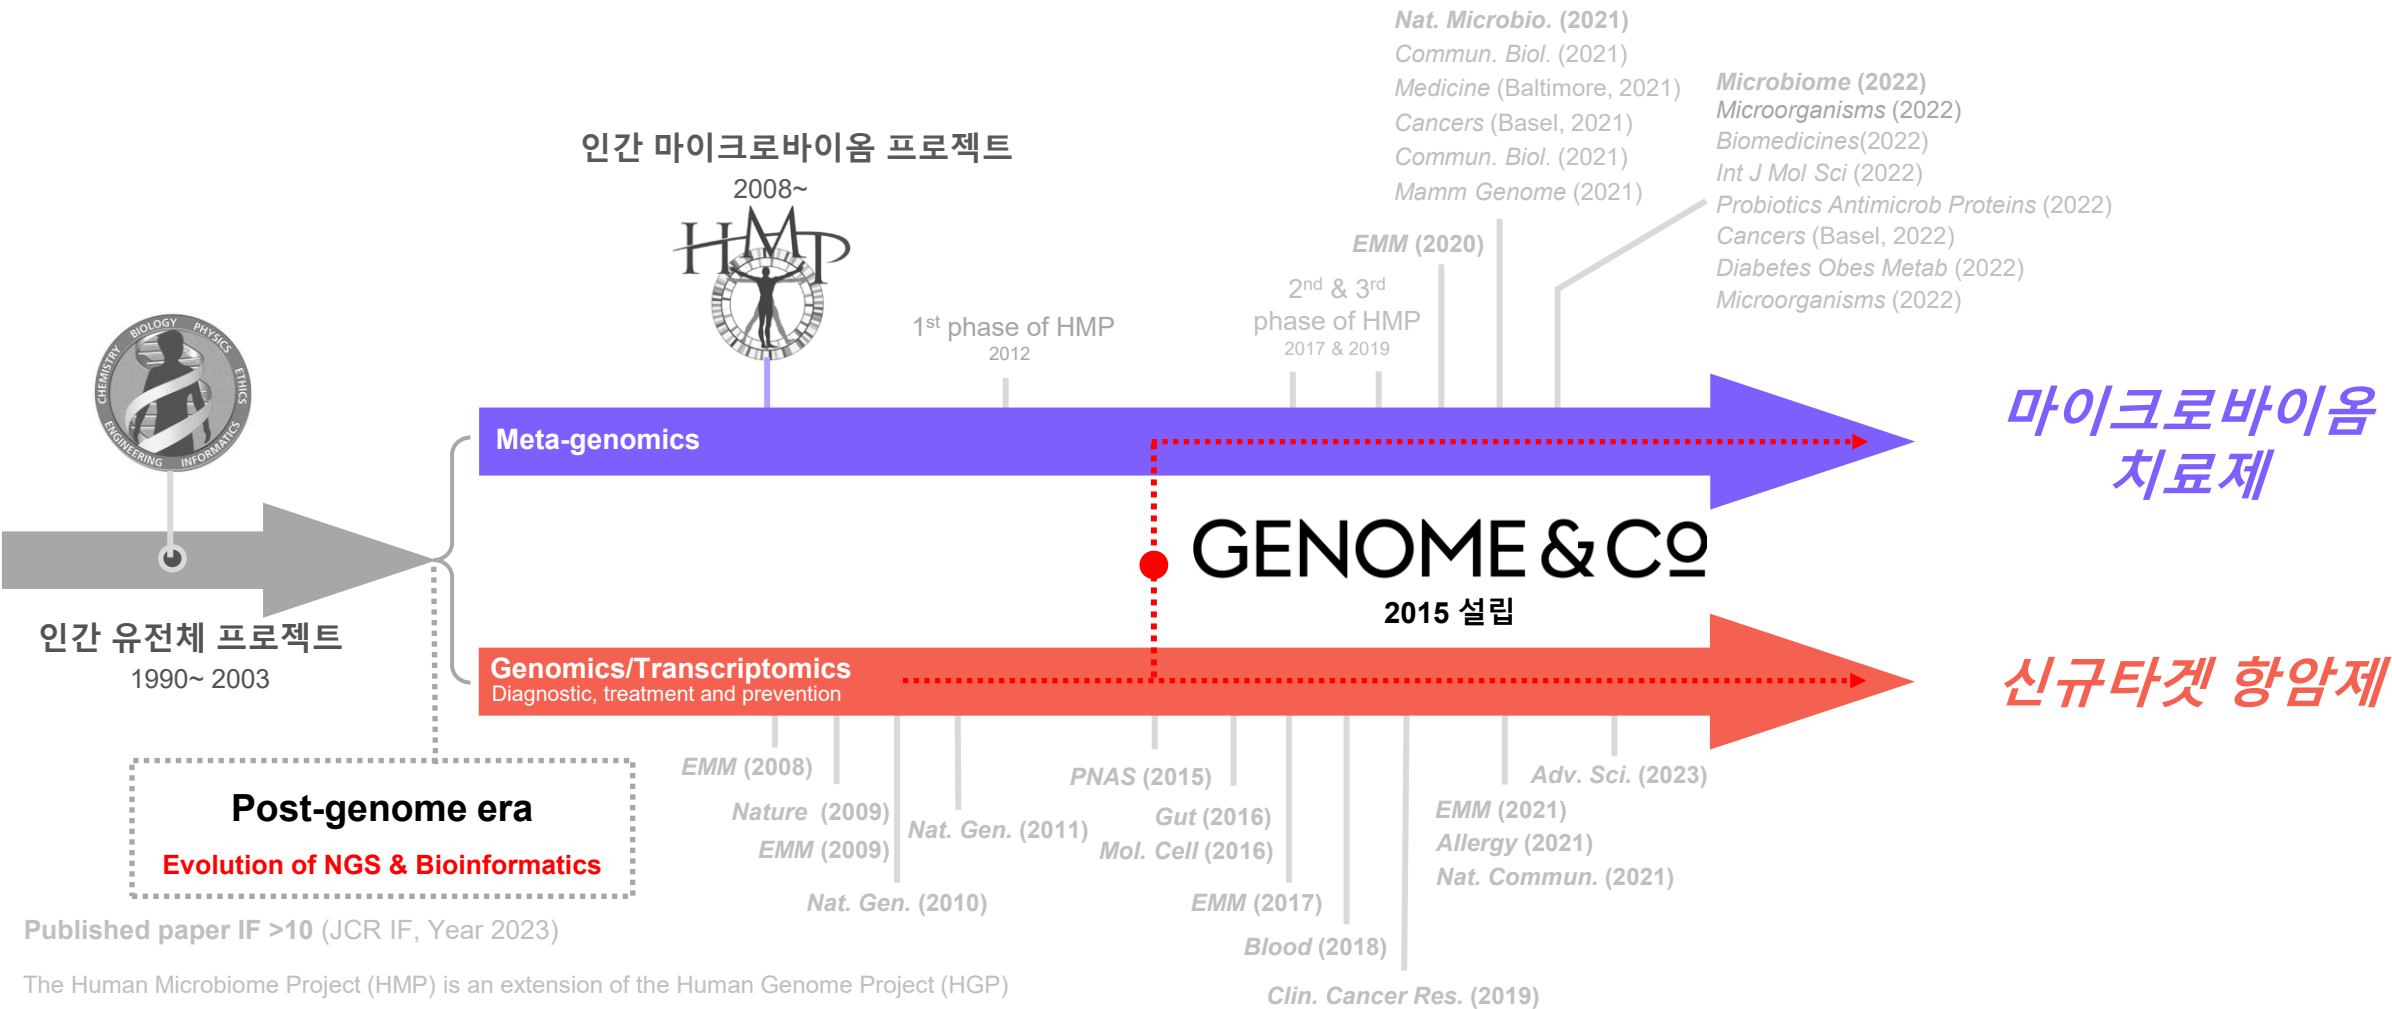 Nat. Microbio. (2021)
Commun. Biol. (2021)
Medicine (Baltimore, 2021)
Cancers (Basel, 2021)
Commun. Biol. (2021)
Mamm Genome (2021)
Microbiome (2022)
Microorganisms (2022)
Biomedicines(2022)
Int J Mol Sci (2022)
Probiotics Antimicrob Proteins (2022)
Cancers (Basel, 2022)
Diabetes Obes Metab (2022)
Microorganisms (2022)
인간 마이크로바이옴 프로젝트
2008~
HMP
EMM (2020)
1st phase of HMP
2012
2nd & 3rd
phase of HMP
2017 & 2019
CHEMISTRY BIOLOGY PHYSICS ETHICS INFORMATICS ENGINEERING
Meta-genomics
마이크로바이옴
치료제
GENOME & CO
2015 설립
인간 유전체 프로젝트
1990~ 2003
Genomics/Transcriptomics
Diagnostic, treatment and prevention
신규타겟 항암제
Post-genome era
Evolution of NGS & Bioinformatics
EMM (2008)
Nature (2009)
EMM (2009)
Nat. Gen. (2010)
Nat. Gen. (2011)
PNAS (2015)
Gut (2016)
Mol. Cell (2016)
EMM (2017)
Blood (2018)
Clin. Cancer Res. (2019)
EMM (2021)
Allergy (2021)
Nat. Commun. (2021)
Adv. Sci. (2023)
Published paper IF >10 (JCR IF, Year 2023)
The Human Microbiome Project (HMP) is an extension of the Human Genome Project (HGP)